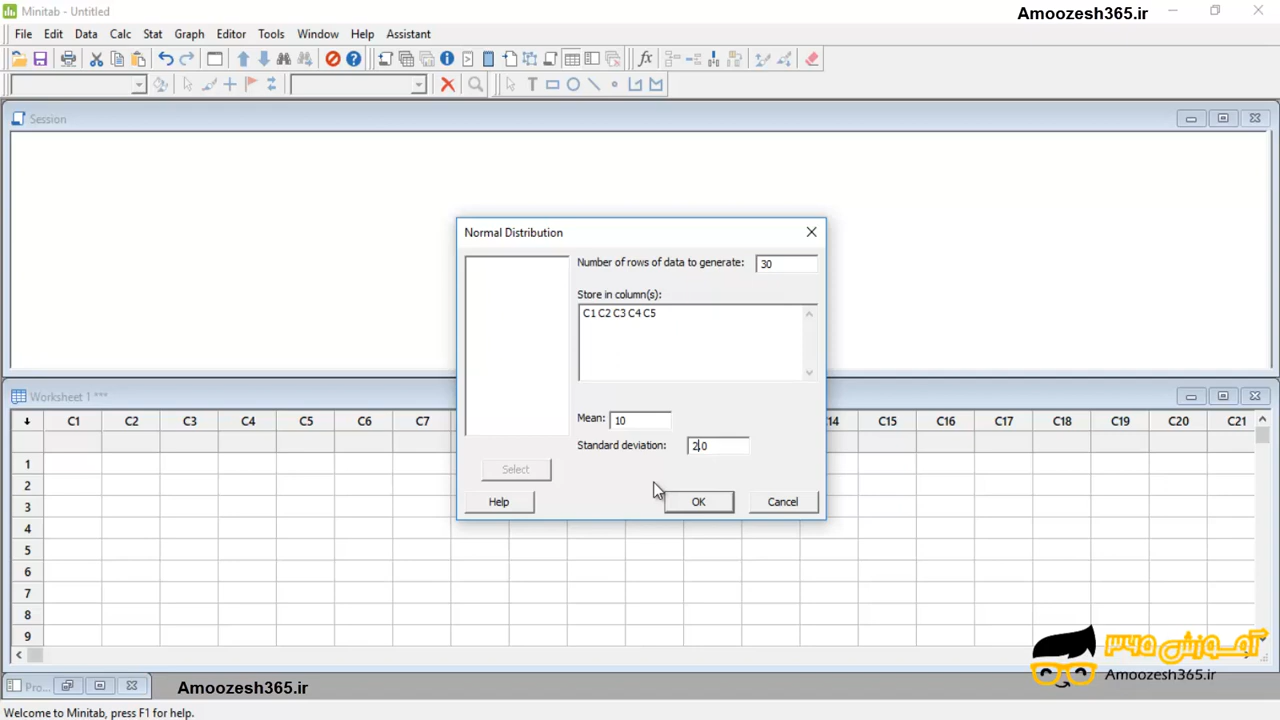 Minitab - Untitled
Amoozesh365.ir
File Edit Data Calc Stat Graph Editor Tools Window Help Assistant
Session
Normal Distribution
Number of rows of data to generate: 30
Store in column(s):
C1 C2 C3 C4 C5
Mean: 10
Standard deviation: 2.0
Select
Help OK Cancel
Worksheet 1 ***
C1 C2 C3 C4 C5 C6 C7 14 C15 C16 C17 C18 C19 C20 C21
1
2
3
4
5
6
7
8
9
آموزش ۳۶۵
Amoozesh365.ir
Pro...
Amoozesh365.ir
Welcome to Minitab, press F1 for help.